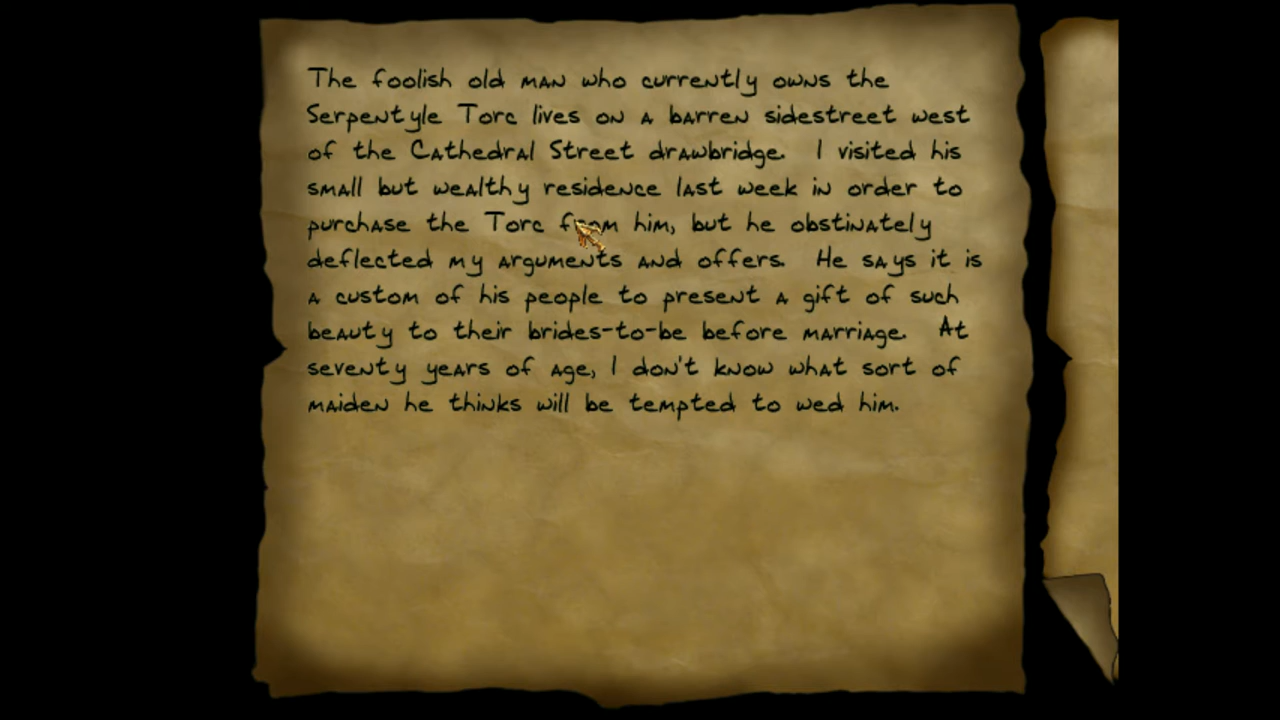 The foolish old man who currently owns the
Serpentyle Torc lives on a barren sidestreet west
of the Cathedral Street drawbridge.  I visited his
small but wealthy residence last week in order to
purchase the Torc from him, but he obstinately
deflected my arguments and offers.  He says it is
a custom of his people to present a gift of such
beauty to their brides-to-be before marriage.  At
seventy years of age, I don't know what sort of
maiden he thinks will be tempted to wed him.